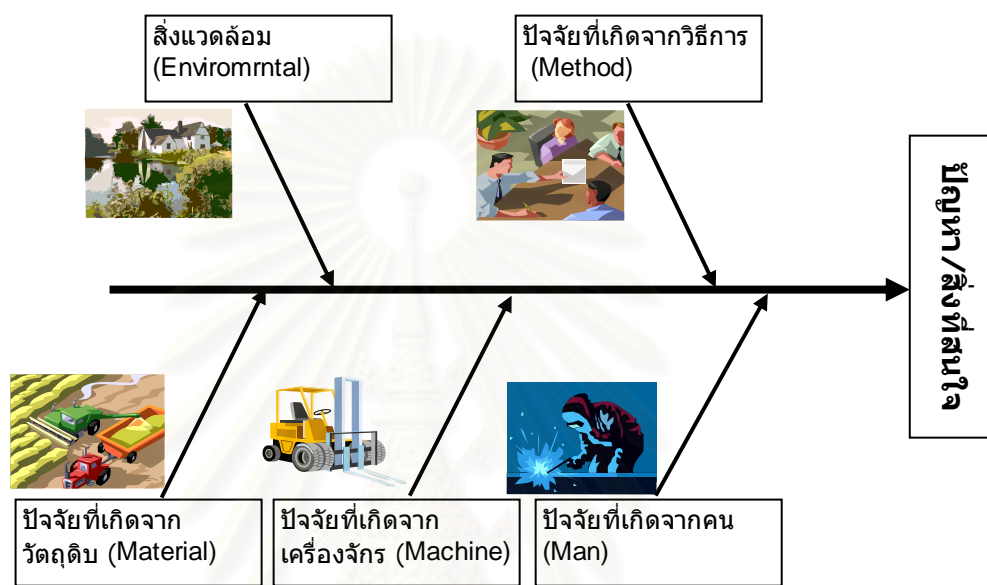 สิ่งแวดล้อม
(Enviromrntal)
ปัจจัยที่เกิดจากวิธีการ
(Method)
ปัญหา/สิ่งที่สนใจ
ปัจจัยที่เกิดจาก
วัตถุดิบ (Material)
ปัจจัยที่เกิดจาก
เครื่องจักร (Machine)
ปัจจัยที่เกิดจากคน
(Man)